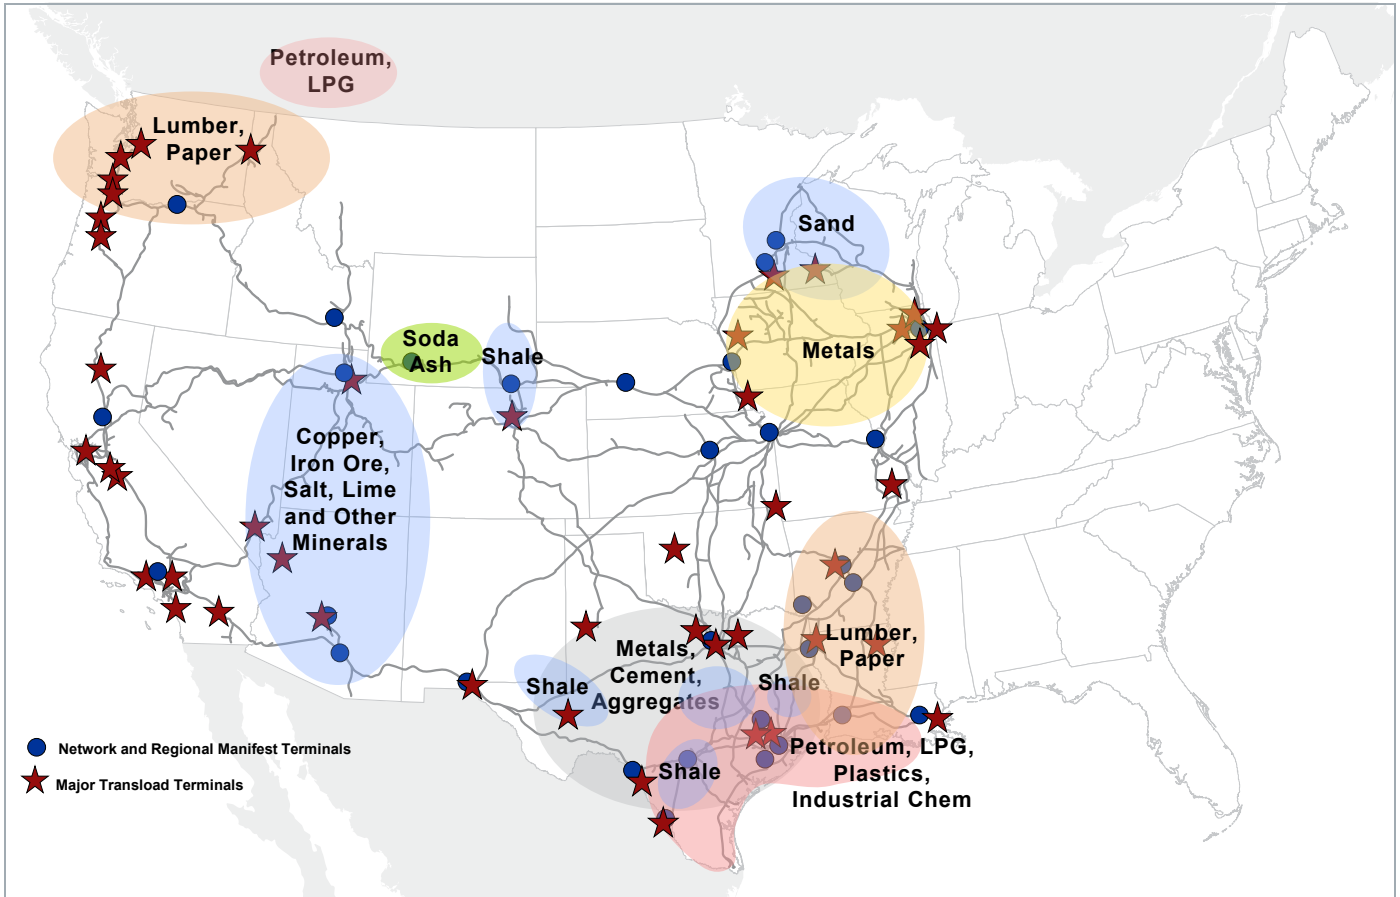 Petroleum,
LPG
Lumber,
Paper
Sand
Soda
Ash
Shale
Metals
Copper,
Iron Ore,
Salt, Lime
and Other
Minerals
Lumber,
Paper
Metals,
Cement,
Aggregates
Shale
Shale
Shale
Petroleum, LPG,
Plastics,
Industrial Chem
Network and Regional Manifest Terminals
Major Transload Terminals